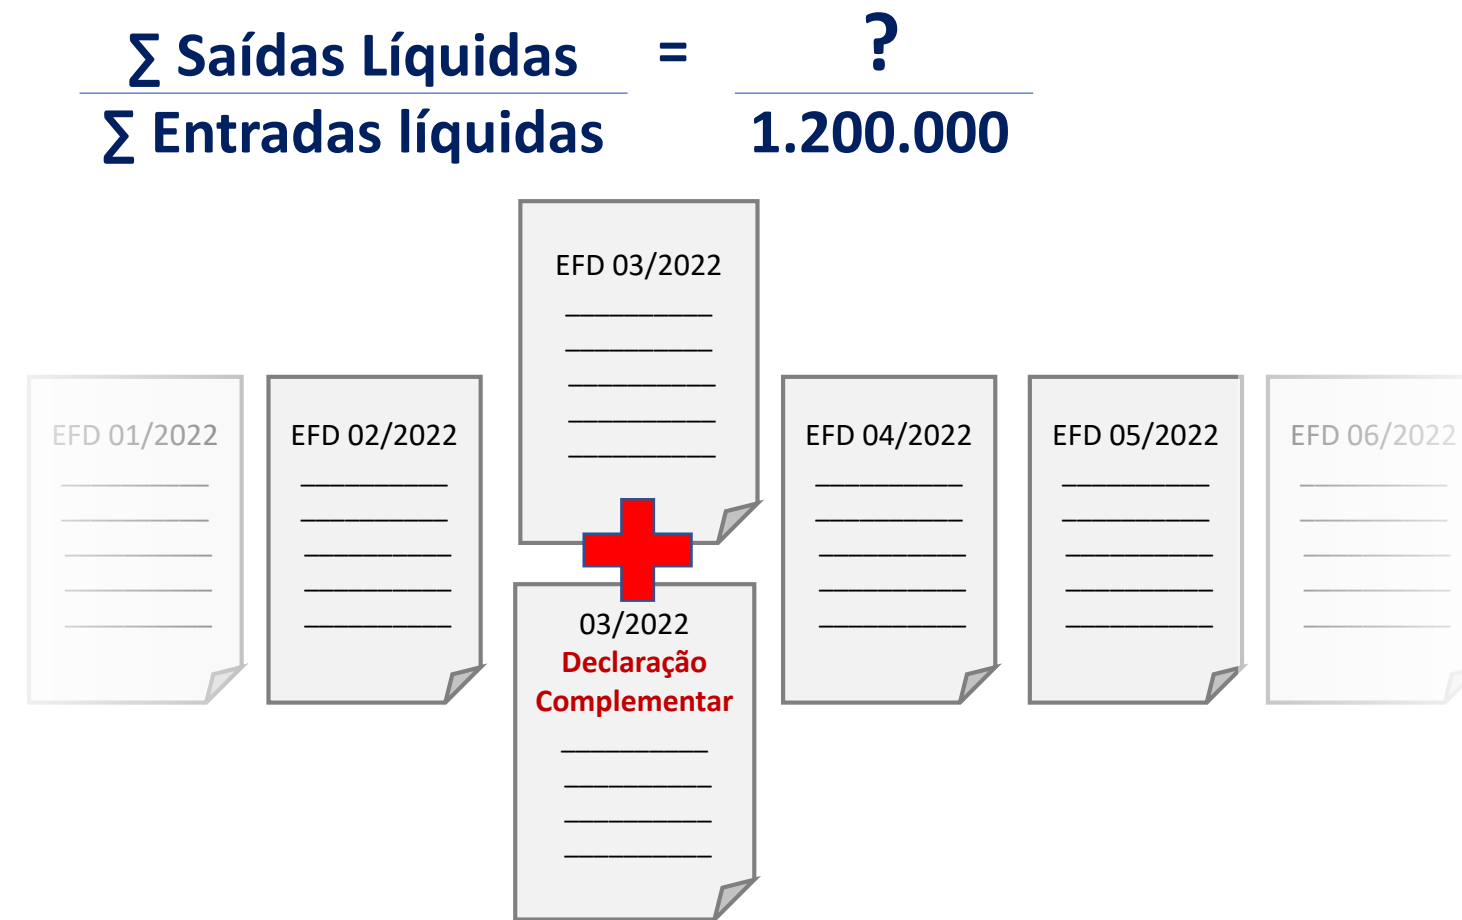 ∑ Saídas Líquidas = ?
∑ Entradas líquidas 1.200.000
EFD 03/2022
EFD 01/2022
EFD 02/2022
EFD 04/2022
EFD 05/2022
EFD 06/2022
03/2022
Declaração
Complementar